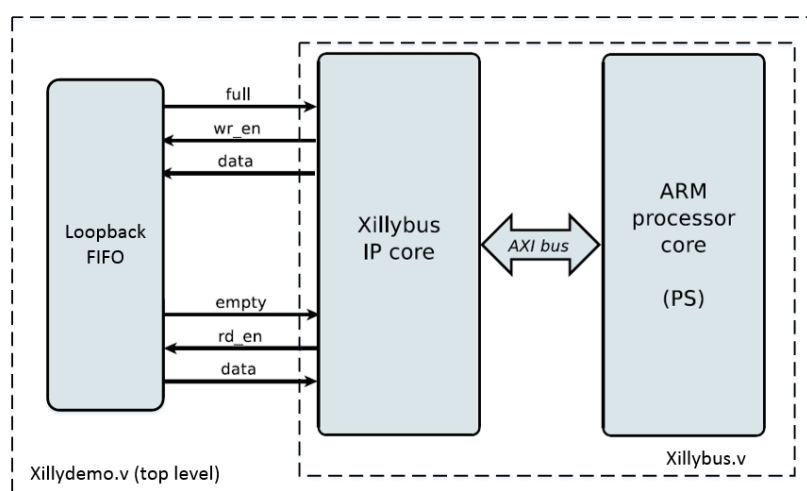 full
wr_en
data
Loopback
FIFO
empty
rd_en
data
Xillybus
IP core
AXI bus
ARM
processor
core
(PS)
Xillydemo.v (top level)
Xillybus.v